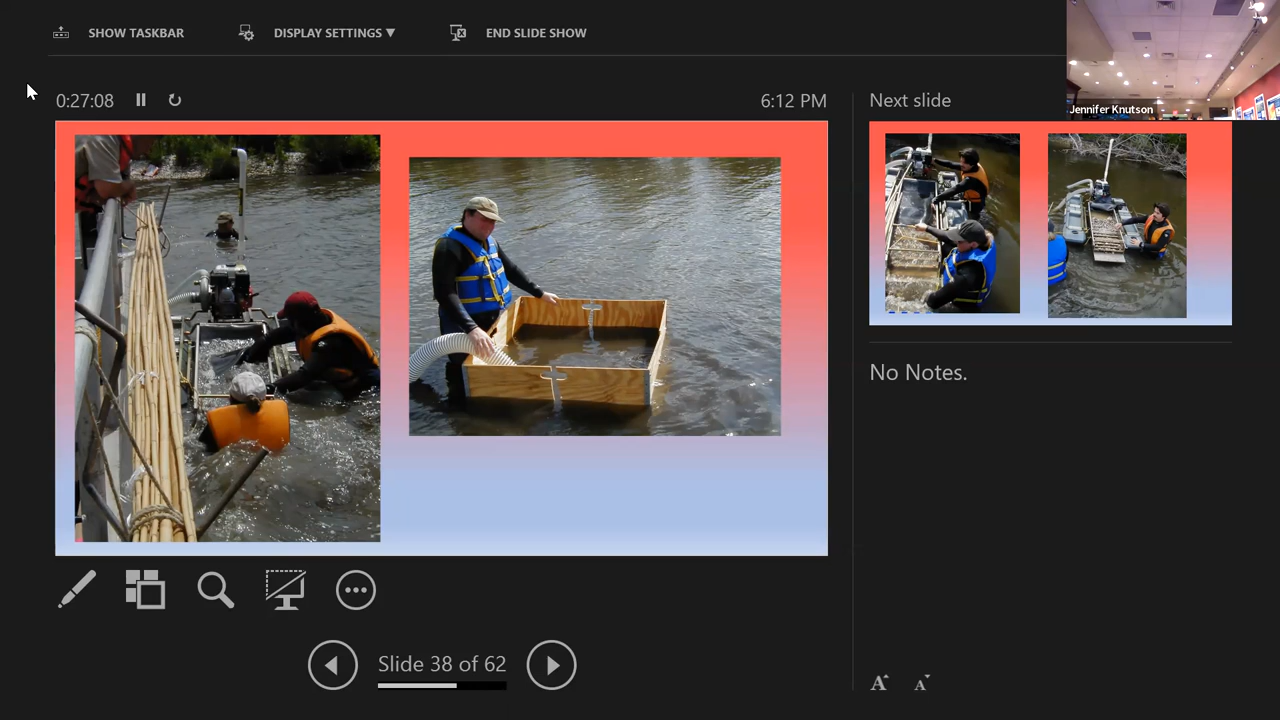 SHOW TASKBAR
DISPLAY SETTINGS ▼
END SLIDE SHOW
Jennifer Knutson
0:27:08
6:12 PM
Next slide
No Notes.
Slide 38 of 62
A A